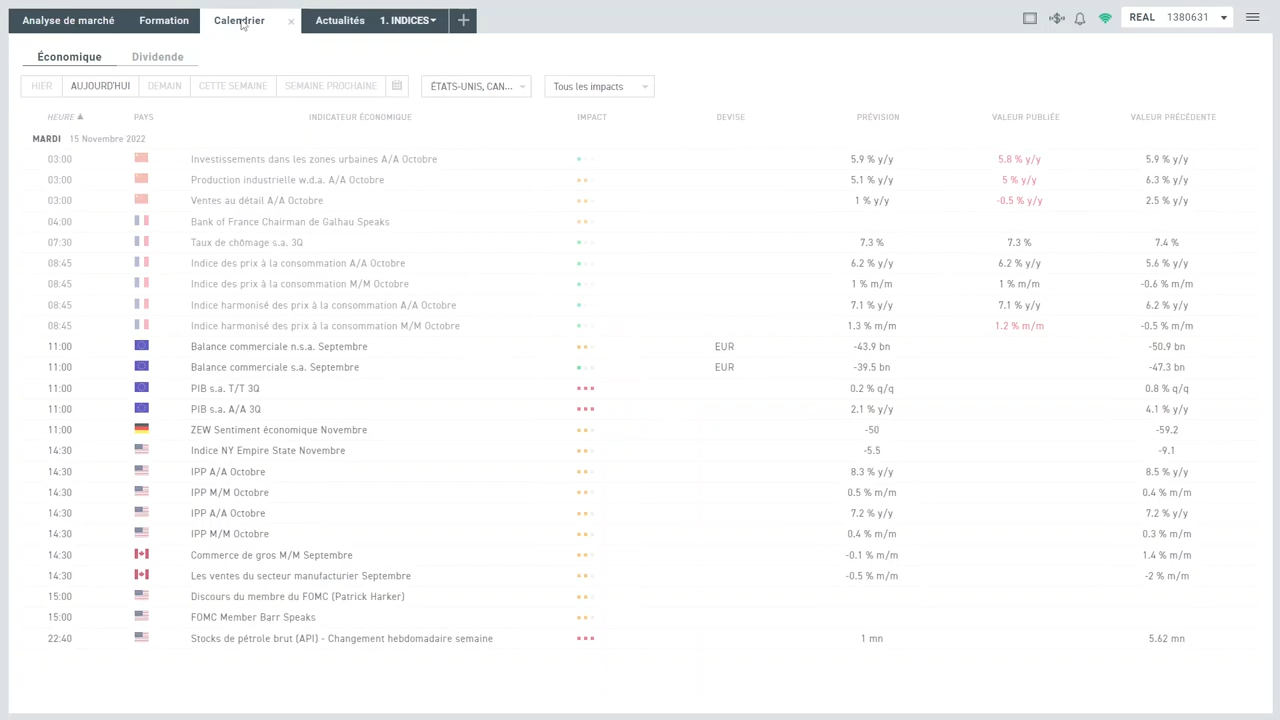 Analyse de marché Formation Calendrier × Actualités 1. INDICES + REAL 1380631
Économique Dividende
HIER AUJOURD'HUI DEMAIN CETTE SEMAINE SEMAINE PROCHAINE ÉTATS-UNIS, CAN... Tous les impacts
HEURE PAYS INDICATEUR ÉCONOMIQUE IMPACT DEVISE PRÉVISION VALEUR PUBLIÉE VALEUR PRÉCÉDENTE
MARDI 15 Novembre 2022
03:00 Investissements dans les zones urbaines A/A Octobre 5.9 % y/y 5.8 % y/y 5.9 % y/y
03:00 Production industrielle w.d.a. A/A Octobre 5.1 % y/y 5 % y/y 6.3 % y/y
03:00 Ventes au détail A/A Octobre 1 % y/y -0.5 % y/y 2.5 % y/y
04:00 Bank of France Chairman de Galhau Speaks
07:30 Taux de chômage s.a. 3Q 7.3 % 7.3 % 7.4 %
08:45 Indice des prix à la consommation A/A Octobre 6.2 % y/y 6.2 % y/y 5.6 % y/y
08:45 Indice des prix à la consommation M/M Octobre 1 % m/m 1 % m/m -0.6 % m/m
08:45 Indice harmonisé des prix à la consommation A/A Octobre 7.1 % y/y 7.1 % y/y 6.2 % y/y
08:45 Indice harmonisé des prix à la consommation M/M Octobre 1.3 % m/m 1.2 % m/m -0.5 % m/m
11:00 Balance commerciale n.s.a. Septembre EUR -43.9 bn -50.9 bn
11:00 Balance commerciale s.a. Septembre EUR -39.5 bn -47.3 bn
11:00 PIB s.a. T/T 3Q 0.2 % q/q 0.8 % q/q
11:00 PIB s.a. A/A 3Q 2.1 % y/y 4.1 % y/y
11:00 ZEW Sentiment économique Novembre -50 -59.2
14:30 Indice NY Empire State Novembre -5.5 -9.1
14:30 IPP A/A Octobre 8.3 % y/y 8.5 % y/y
14:30 IPP M/M Octobre 0.5 % m/m 0.4 % m/m
14:30 IPP A/A Octobre 7.2 % y/y 7.2 % y/y
14:30 IPP M/M Octobre 0.4 % m/m 0.3 % m/m
14:30 Commerce de gros M/M Septembre -0.1 % m/m 1.4 % m/m
14:30 Les ventes du secteur manufacturier Septembre -0.5 % m/m -2 % m/m
15:00 Discours du membre du FOMC (Patrick Harker)
15:00 FOMC Member Barr Speaks
22:40 Stocks de pétrole brut (API) - Changement hebdomadaire semaine 1 mn 5.62 mn